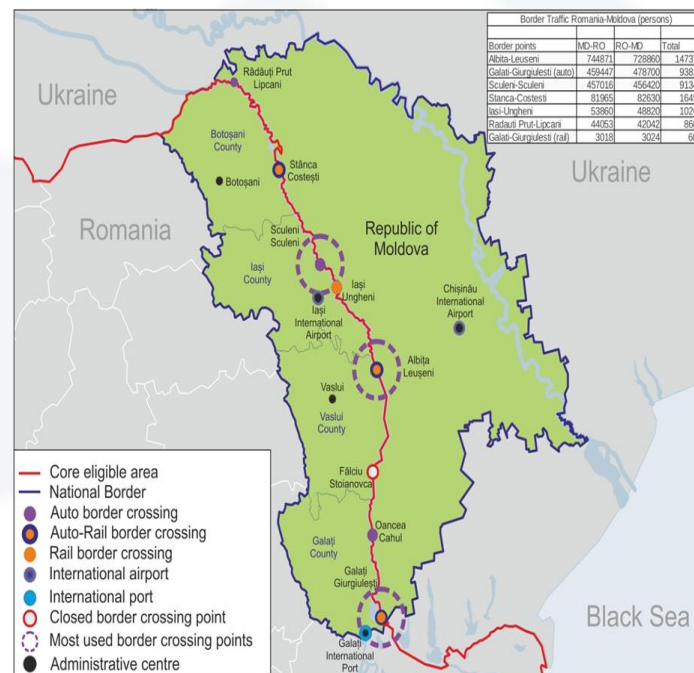 Border Traffic Romania-Moldova (persons)
Border points MD-RO RO-MD Total
Albita-Leuseni 744871 728860
Galati-Giurgiulesti (auto) 459447 478700
Sculeni-Sculeni 457016 456420
Stanca-Costesti 81965 82630
Iasi-Ungheni 53860 48820
Radauti Prut-Lipcani 44053 42042
Galati-Giurgiulesti (rail) 3018 3024
Rădăuți Prut
Lipcani
Ukraine
Botoșani
County
Stânca
Costești
Botoșani
Ukraine
Romania
Republic of
Moldova
Sculeni
Sculeni
Iași
County
Iași
Ungheni
Iași
International
Airport
Chișinău
International
Airport
Albița
Leușeni
Vaslui
Vaslui
County
Fălciu
Stoianovca
Oancea
Cahul
Galați
County
Galați
Giurgiulești
Galați
International
Port
Black Sea
Core eligible area
National Border
Auto border crossing
Auto-Rail border crossing
Rail border crossing
International airport
International port
Closed border crossing point
Most used border crossing points
Administrative centre